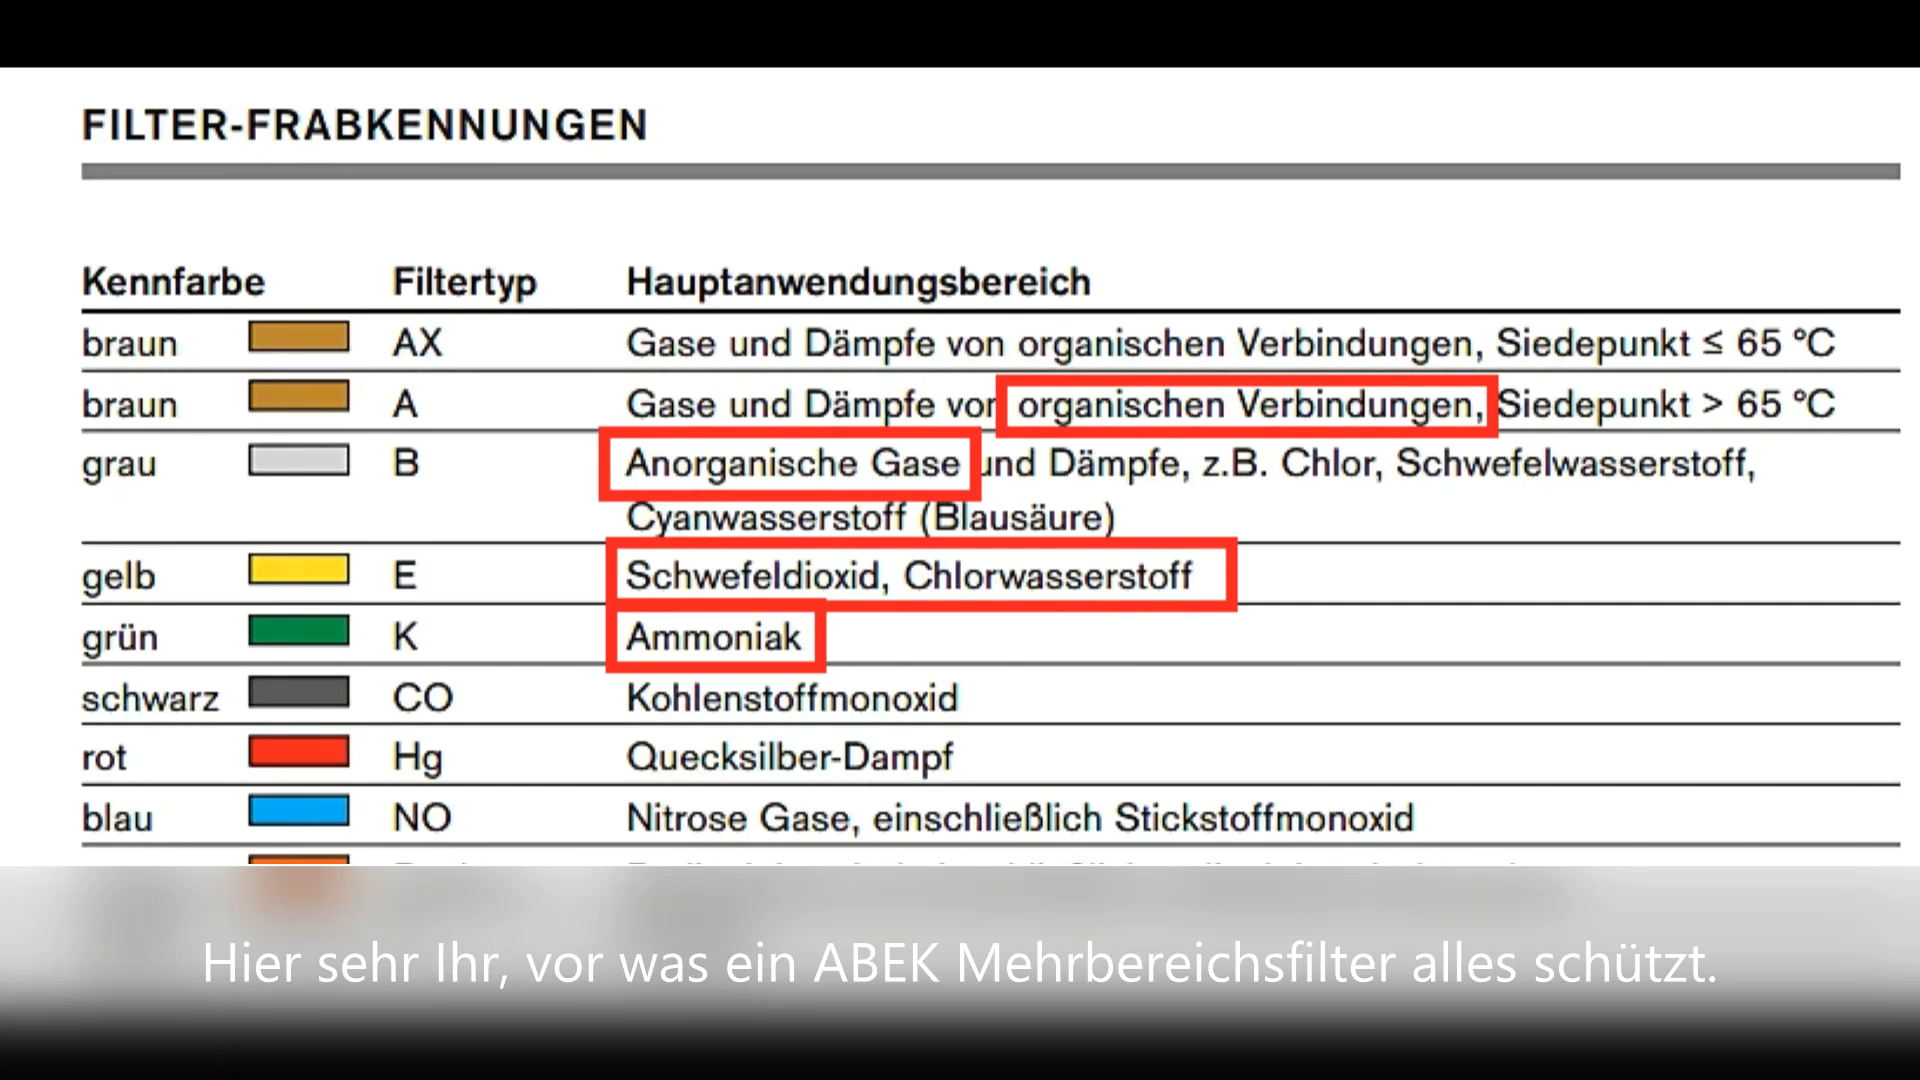 FILTER-FRABKENNUNGEN
Kennfarbe Filtertyp Hauptanwendungsbereich
braun AX Gase und Dämpfe von organischen Verbindungen, Siedepunkt ≤ 65 °C
braun A Gase und Dämpfe von organischen Verbindungen, Siedepunkt > 65 °C
grau B Anorganische Gase und Dämpfe, z.B. Chlor, Schwefelwasserstoff,
Cyanwasserstoff (Blausäure)
gelb E Schwefeldioxid, Chlorwasserstoff
grün K Ammoniak
schwarz CO Kohlenstoffmonoxid
rot Hg Quecksilber-Dampf
blau NO Nitrose Gase, einschließlich Stickstoffmonoxid
Hier sehr Ihr, vor was ein ABEK Mehrbereichsfilter alles schützt.